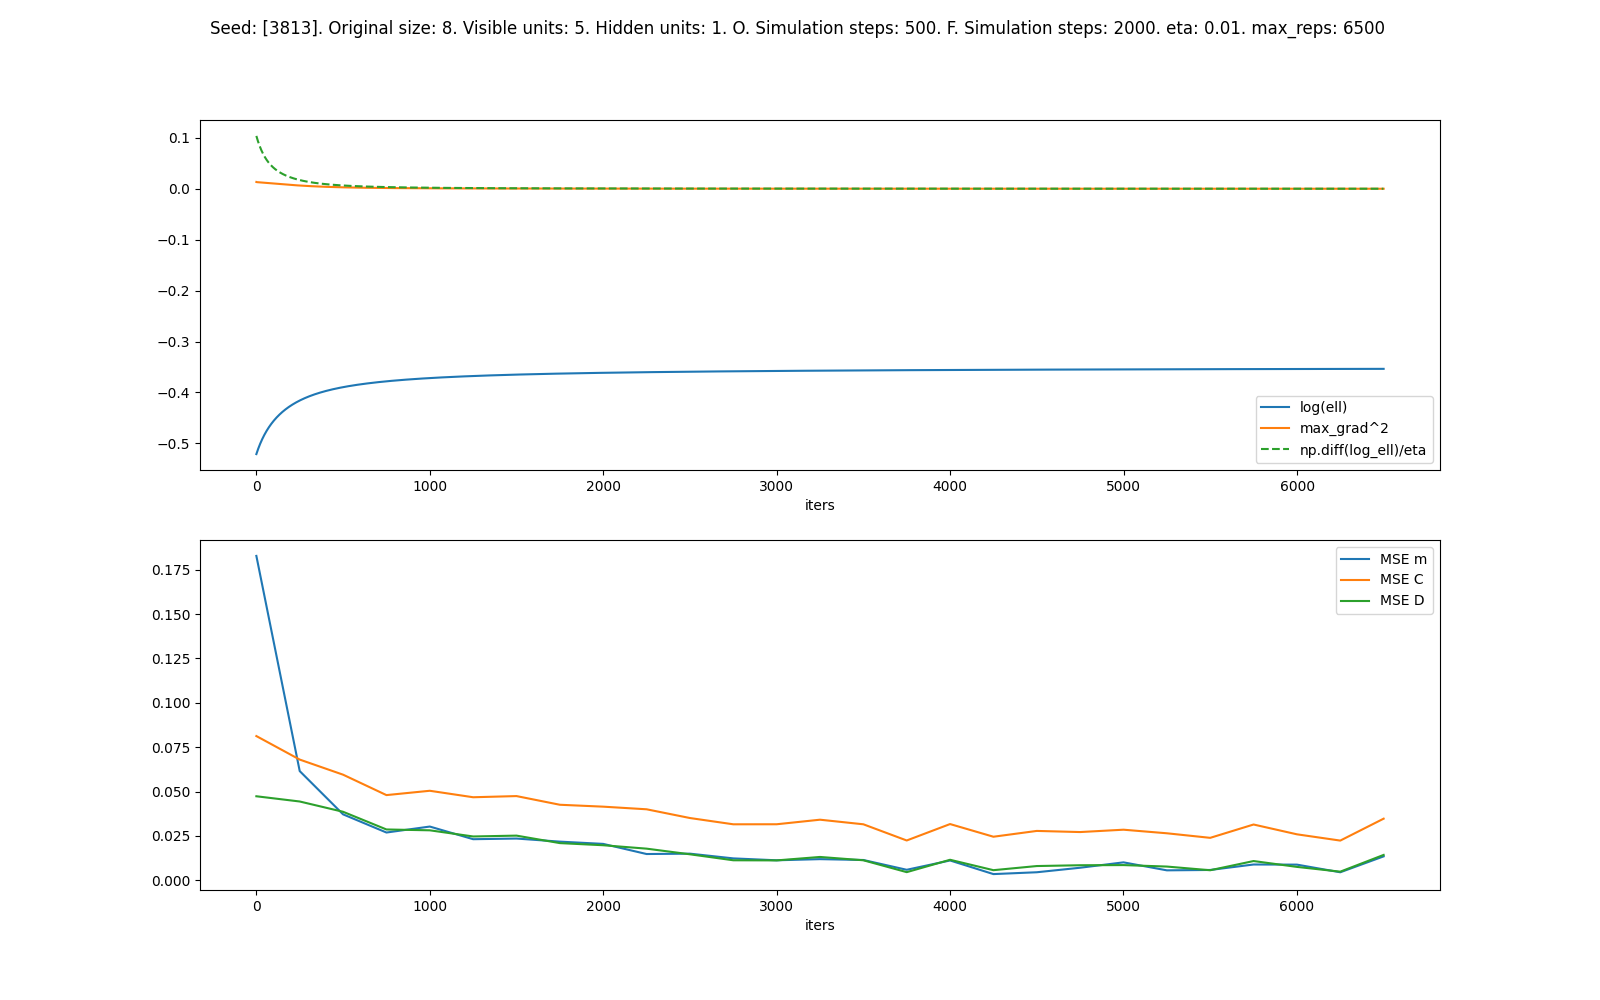 Seed: [3813]. Original size: 8. Visible units: 5. Hidden units: 1. O. Simulation steps: 500. F. Simulation steps: 2000. eta: 0.01. max_reps: 6500
0.1
0.0
−0.1
−0.2
−0.3
−0.4
−0.5
log(ell)
max_grad^2
np.diff(log_ell)/eta
0 1000 2000 3000 4000 5000 6000
iters
0.175
0.150
0.125
0.100
0.075
0.050
0.025
0.000
MSE m
MSE C
MSE D
0 1000 2000 3000 4000 5000 6000
iters